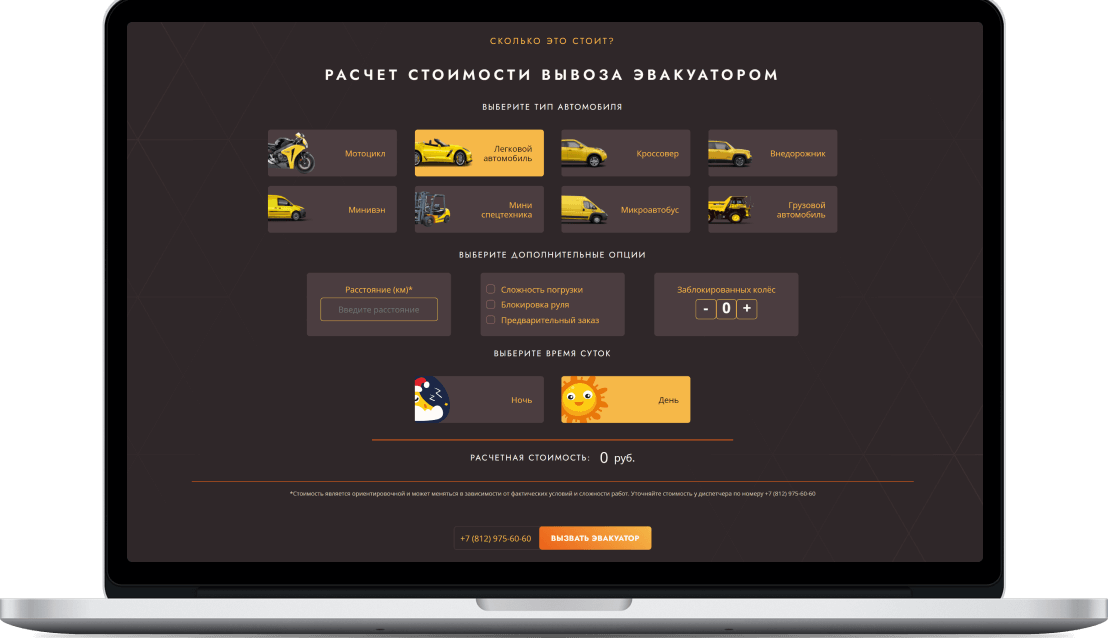 СКОЛЬКО ЭТО СТОИТ?
РАСЧЕТ СТОИМОСТИ ВЫВОЗА ЭВАКУАТОРОМ
ВЫБЕРИТЕ ТИП АВТОМОБИЛЯ
Мотоцикл
Легковой
автомобиль
Кроссовер
Внедорожник
Минивэн
Мини
спецтехника
Микроавтобус
Грузовой
автомобиль
ВЫБЕРИТЕ ДОПОЛНИТЕЛЬНЫЕ ОПЦИИ
Расстояние (км)*
Введите расстояние
Сложность погрузки
Блокировка руля
Предварительный заказ
Заблокированных колёс
- 0 +
ВЫБЕРИТЕ ВРЕМЯ СУТОК
Ночь
День
РАСЧЕТНАЯ СТОИМОСТЬ: 0 руб.
*Стоимость является ориентировочной и может меняться в зависимости от фактических условий и сложности работ. Уточняйте стоимость у диспетчера по номеру +7 (812) 975-60-60
+7 (812) 975-60-60
ВЫЗВАТЬ ЭВАКУАТОР